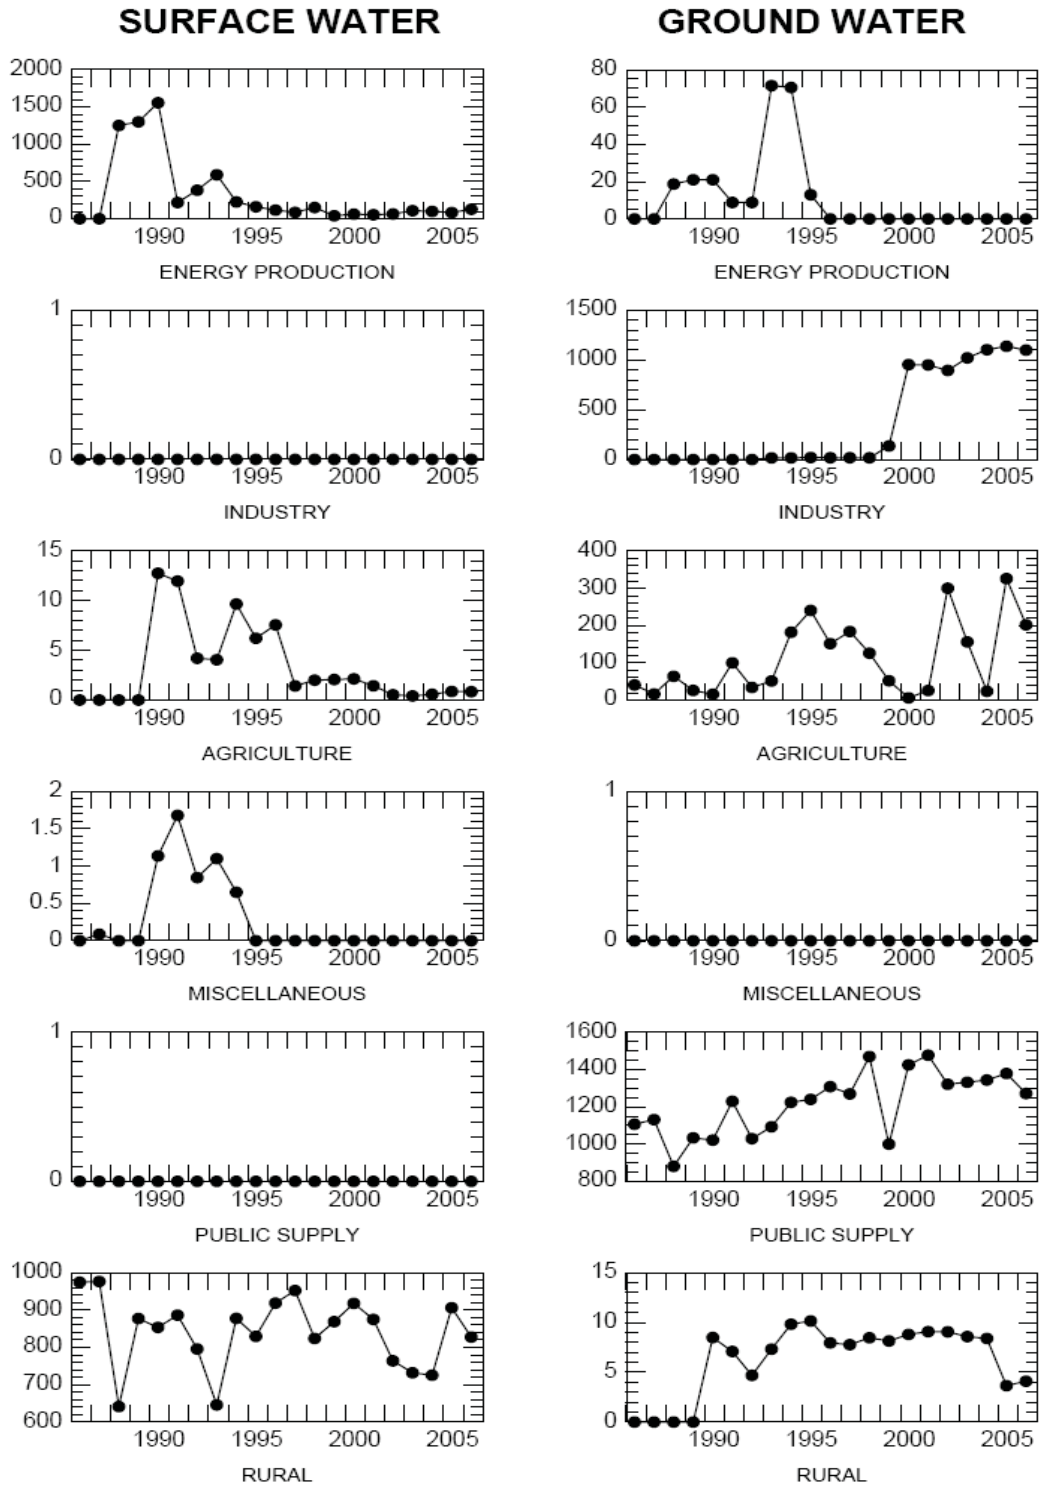 SURFACE WATER
2000
1500
1000
500
0
1990 1995 2000 2005
ENERGY PRODUCTION
1
0
1990 1995 2000 2005
INDUSTRY
15
10
5
0
1990 1995 2000 2005
AGRICULTURE
2
1.5
1
0.5
0
1990 1995 2000 2005
MISCELLANEOUS
1
0
1990 1995 2000 2005
PUBLIC SUPPLY
1000
900
800
700
600
1990 1995 2000 2005
RURAL
GROUND WATER
80
60
40
20
0
1990 1995 2000 2005
ENERGY PRODUCTION
1500
1000
500
0
1990 1995 2000 2005
INDUSTRY
400
300
200
100
0
1990 1995 2000 2005
AGRICULTURE
1
0
1990 1995 2000 2005
MISCELLANEOUS
1600
1400
1200
1000
800
1990 1995 2000 2005
PUBLIC SUPPLY
15
10
5
0
1990 1995 2000 2005
RURAL